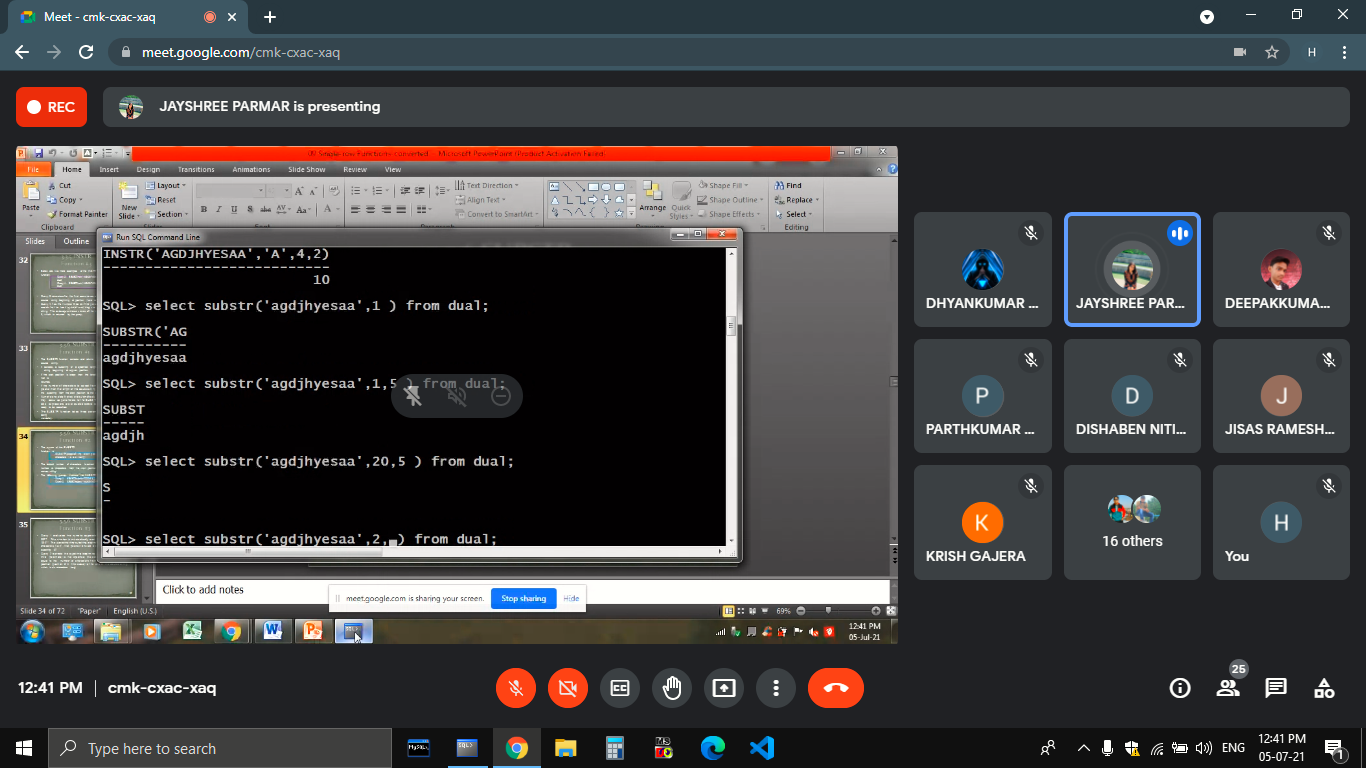 Meet - cmk-cxac-xaq
meet.google.com/cmk-cxac-xaq
H
REC
JAYSHREE PARMAR is presenting
Microsoft PowerPoint (Product Activation Failed)
File Home Insert Design Transitions Animations Slide Show Review View
Cut
Copy
Format Painter
Paste
Clipboard
New Slide
Layout
Reset
Section
Slides
Text Direction
Align Text
Convert to SmartArt
Arrange
Quick Styles
Shape Fill
Shape Outline
Shape Effects
Find
Replace
Select
Editing
Slides Outline
32
33
34
35
Run SQL Command Line
INSTR('AGDJHYESAA','A',4,2)
---------------------------
10
SQL> select substr('agdjhyesaa',1 ) from dual;
SUBSTR('AG
----------
agdjhyesaa
SQL> select substr('agdjhyesaa',1,5 ) from dual;
SUBST
-----
agdjh
SQL> select substr('agdjhyesaa',20,5 ) from dual;
S
-
SQL> select substr('agdjhyesaa',2, ) from dual;
Click to add notes
meet.google.com is sharing your screen.
Stop sharing
Hide
Slide 34 of 72
"Paper"
English (U.S.)
69%
12:41 PM
05-Jul-21
DHYANKUMAR ...
JAYSHREE PAR...
DEEPAKKUMA...
P
PARTHKUMAR ...
D
DISHABEN NITI...
J
JISAS RAMESH...
K
KRISH GAJERA
16 others
H
You
12:41 PM | cmk-cxac-xaq
25
Type here to search
MySQL
SQL>
ENG
12:41 PM
05-07-21
1